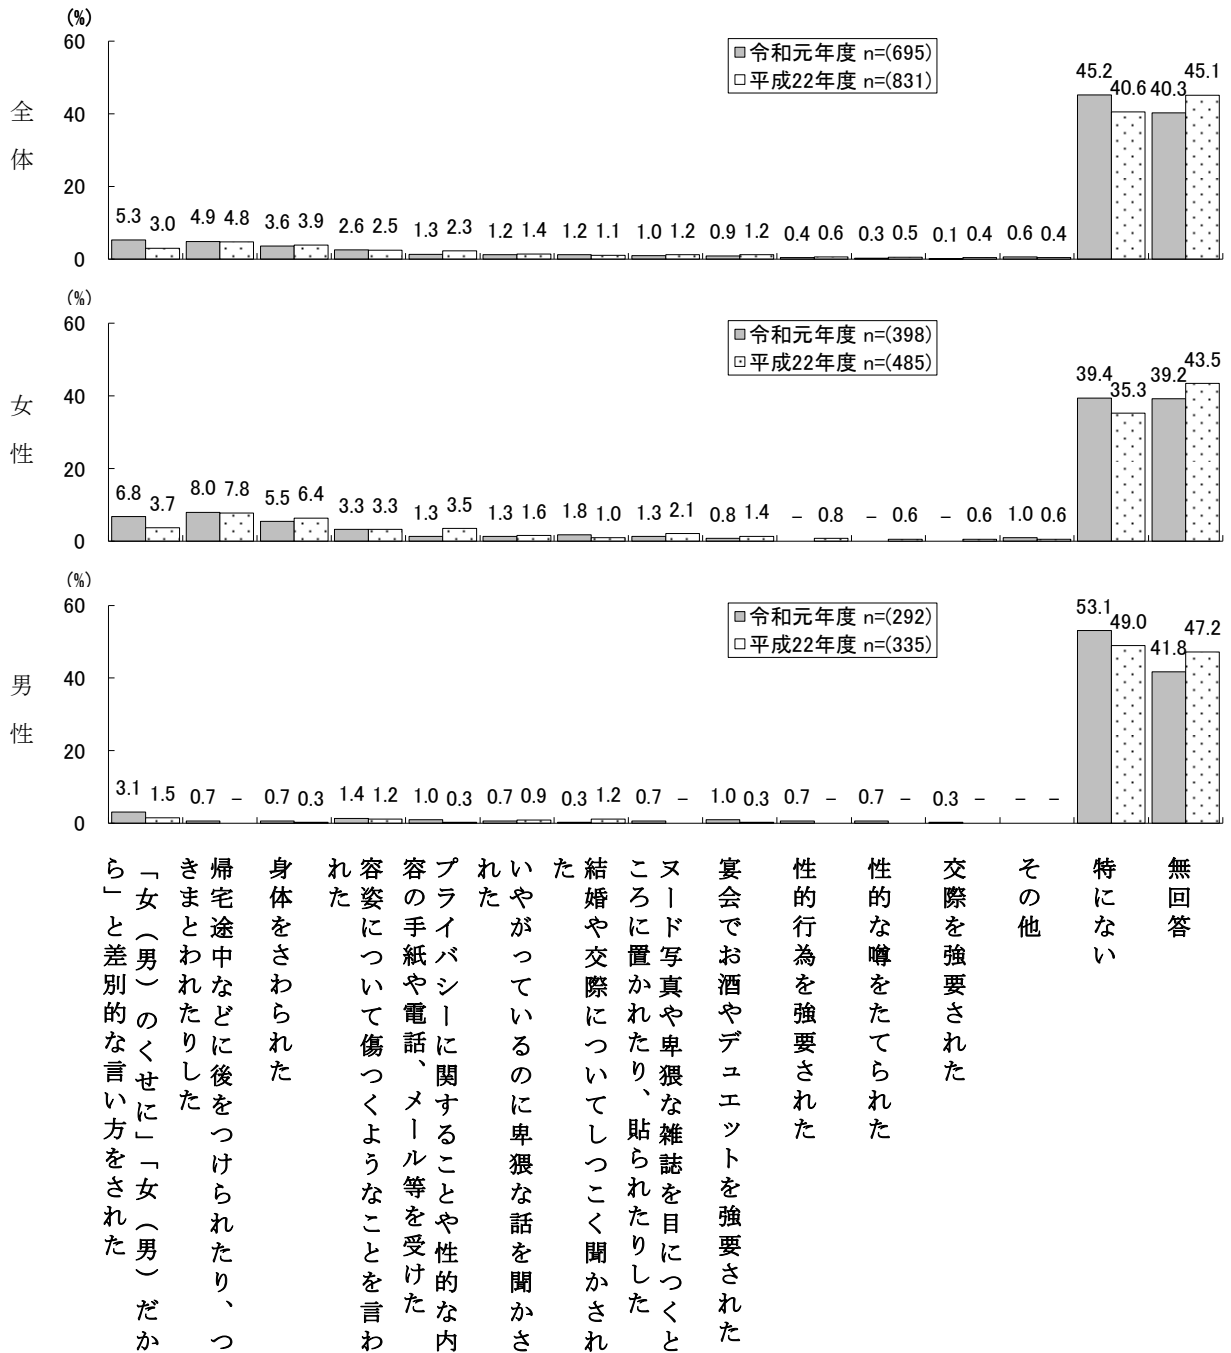 (%)
60
40
20
0
全体
令和元年度 n=(695)
平成22年度 n=(831)
5.3 3.0 4.9 4.8 3.6 3.9 2.6 2.5 1.3 2.3 1.2 1.4 1.2 1.1 1.0 1.2 0.9 1.2 0.4 0.6 0.3 0.5 0.1 0.4 0.6 0.4 45.2 40.6 40.3 45.1
(%)
60
40
20
0
女性
令和元年度 n=(398)
平成22年度 n=(485)
6.8 3.7 8.0 7.8 5.5 6.4 3.3 3.3 1.3 3.5 1.3 1.6 1.8 1.0 1.3 2.1 0.8 1.4 – 0.8 – 0.6 – 0.6 1.0 0.6 39.4 35.3 39.2 43.5
(%)
60
40
20
0
男性
令和元年度 n=(292)
平成22年度 n=(335)
3.1 1.5 0.7 – 0.7 0.3 1.4 1.2 1.0 0.3 0.7 0.9 0.3 1.2 0.7 – 1.0 0.3 0.7 – 0.7 – 0.3 – – – 53.1 49.0 41.8 47.2
「女（男）のくせに」「女（男）だか
ら」と差別的な言い方をされた
帰宅途中などに後をつけられたり、つ
きまとわれたりした
身体をさわられた
容姿について傷つくようなことを言わ
れた
プライバシーに関することや性的な内
容の手紙や電話、メール等を受けた
いやがっているのに卑猥な話を聞かさ
れた
結婚や交際についてしつこく聞かされ
た
ヌード写真や卑猥な雑誌を目につくと
ころに置かれたり、貼られたりした
宴会でお酒やデュエットを強要された
性的行為を強要された
性的な噂をたてられた
交際を強要された
その他
特にない
無回答